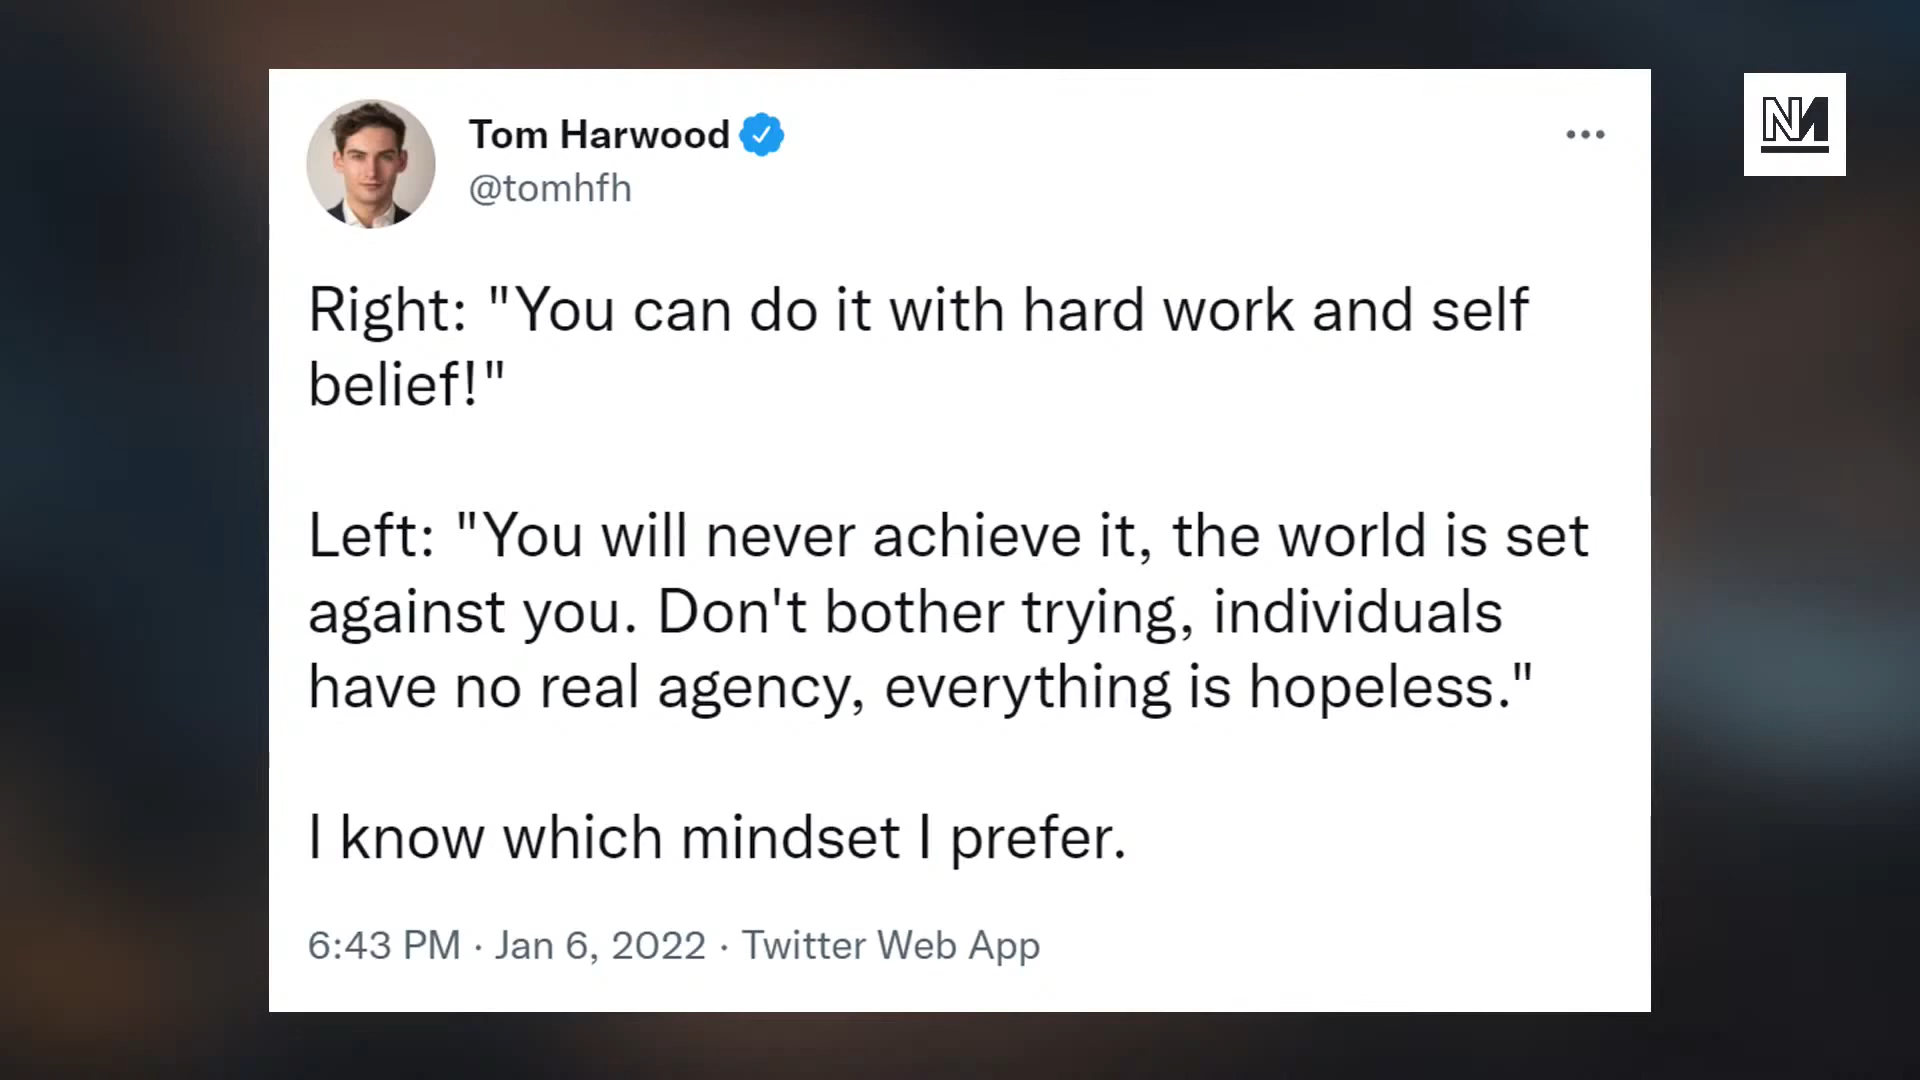 Tom Harwood
@tomhfh
Right: "You can do it with hard work and self
belief!"
Left: "You will never achieve it, the world is set
against you. Don't bother trying, individuals
have no real agency, everything is hopeless."
I know which mindset I prefer.
6:43 PM · Jan 6, 2022 · Twitter Web App
NM